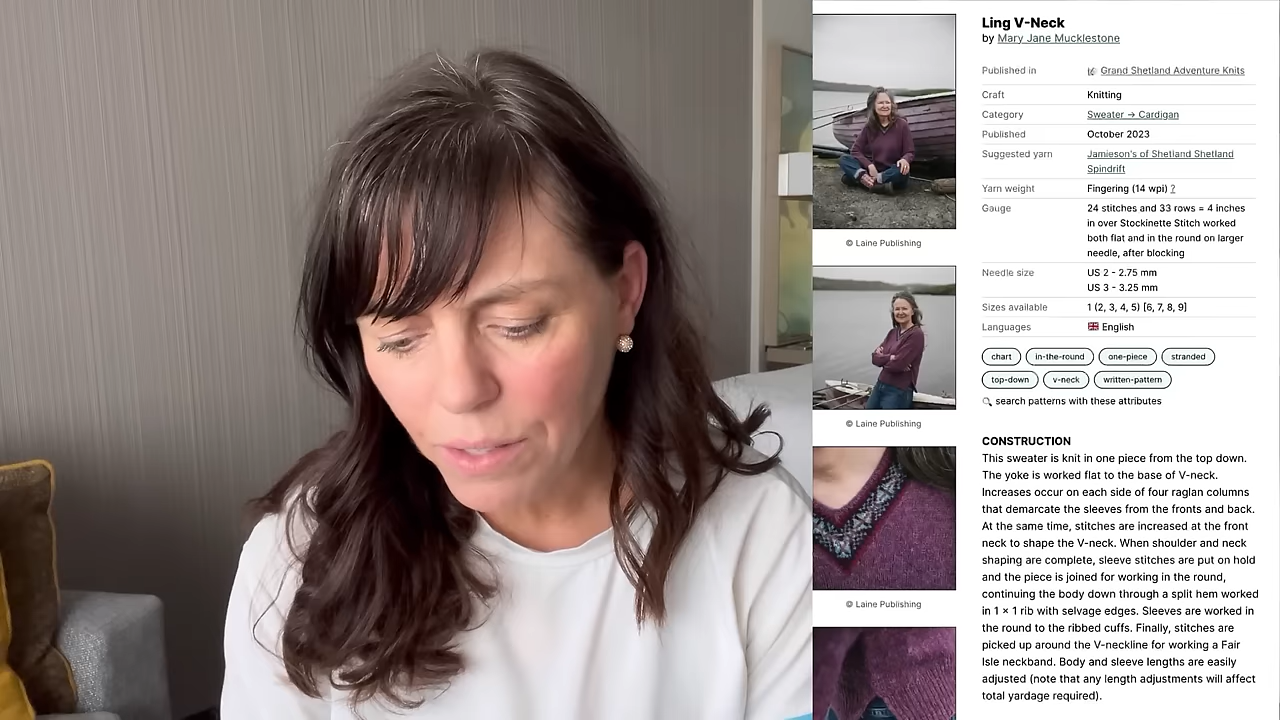 Ling V-Neck
by Mary Jane Mucklestone
Published in Grand Shetland Adventure Knits
Craft Knitting
Category Sweater → Cardigan
Published October 2023
Suggested yarn Jamieson's of Shetland Shetland
Spindrift
Yarn weight Fingering (14 wpi) ?
Gauge 24 stitches and 33 rows = 4 inches
in over Stockinette Stitch worked
both flat and in the round on larger
needle, after blocking
Needle size US 2 - 2.75 mm
US 3 - 3.25 mm
Sizes available 1 (2, 3, 4, 5) [6, 7, 8, 9]
Languages English
chart in-the-round one-piece stranded
top-down v-neck written-pattern
search patterns with these attributes
CONSTRUCTION
This sweater is knit in one piece from the top down.
The yoke is worked flat to the base of V-neck.
Increases occur on each side of four raglan columns
that demarcate the sleeves from the fronts and back.
At the same time, stitches are increased at the front
neck to shape the V-neck. When shoulder and neck
shaping are complete, sleeve stitches are put on hold
and the piece is joined for working in the round,
continuing the body down through a split hem worked
in 1 × 1 rib with selvage edges. Sleeves are worked in
the round to the ribbed cuffs. Finally, stitches are
picked up around the V-neckline for working a Fair
Isle neckband. Body and sleeve lengths are easily
adjusted (note that any length adjustments will affect
total yardage required).
© Laine Publishing
© Laine Publishing
© Laine Publishing